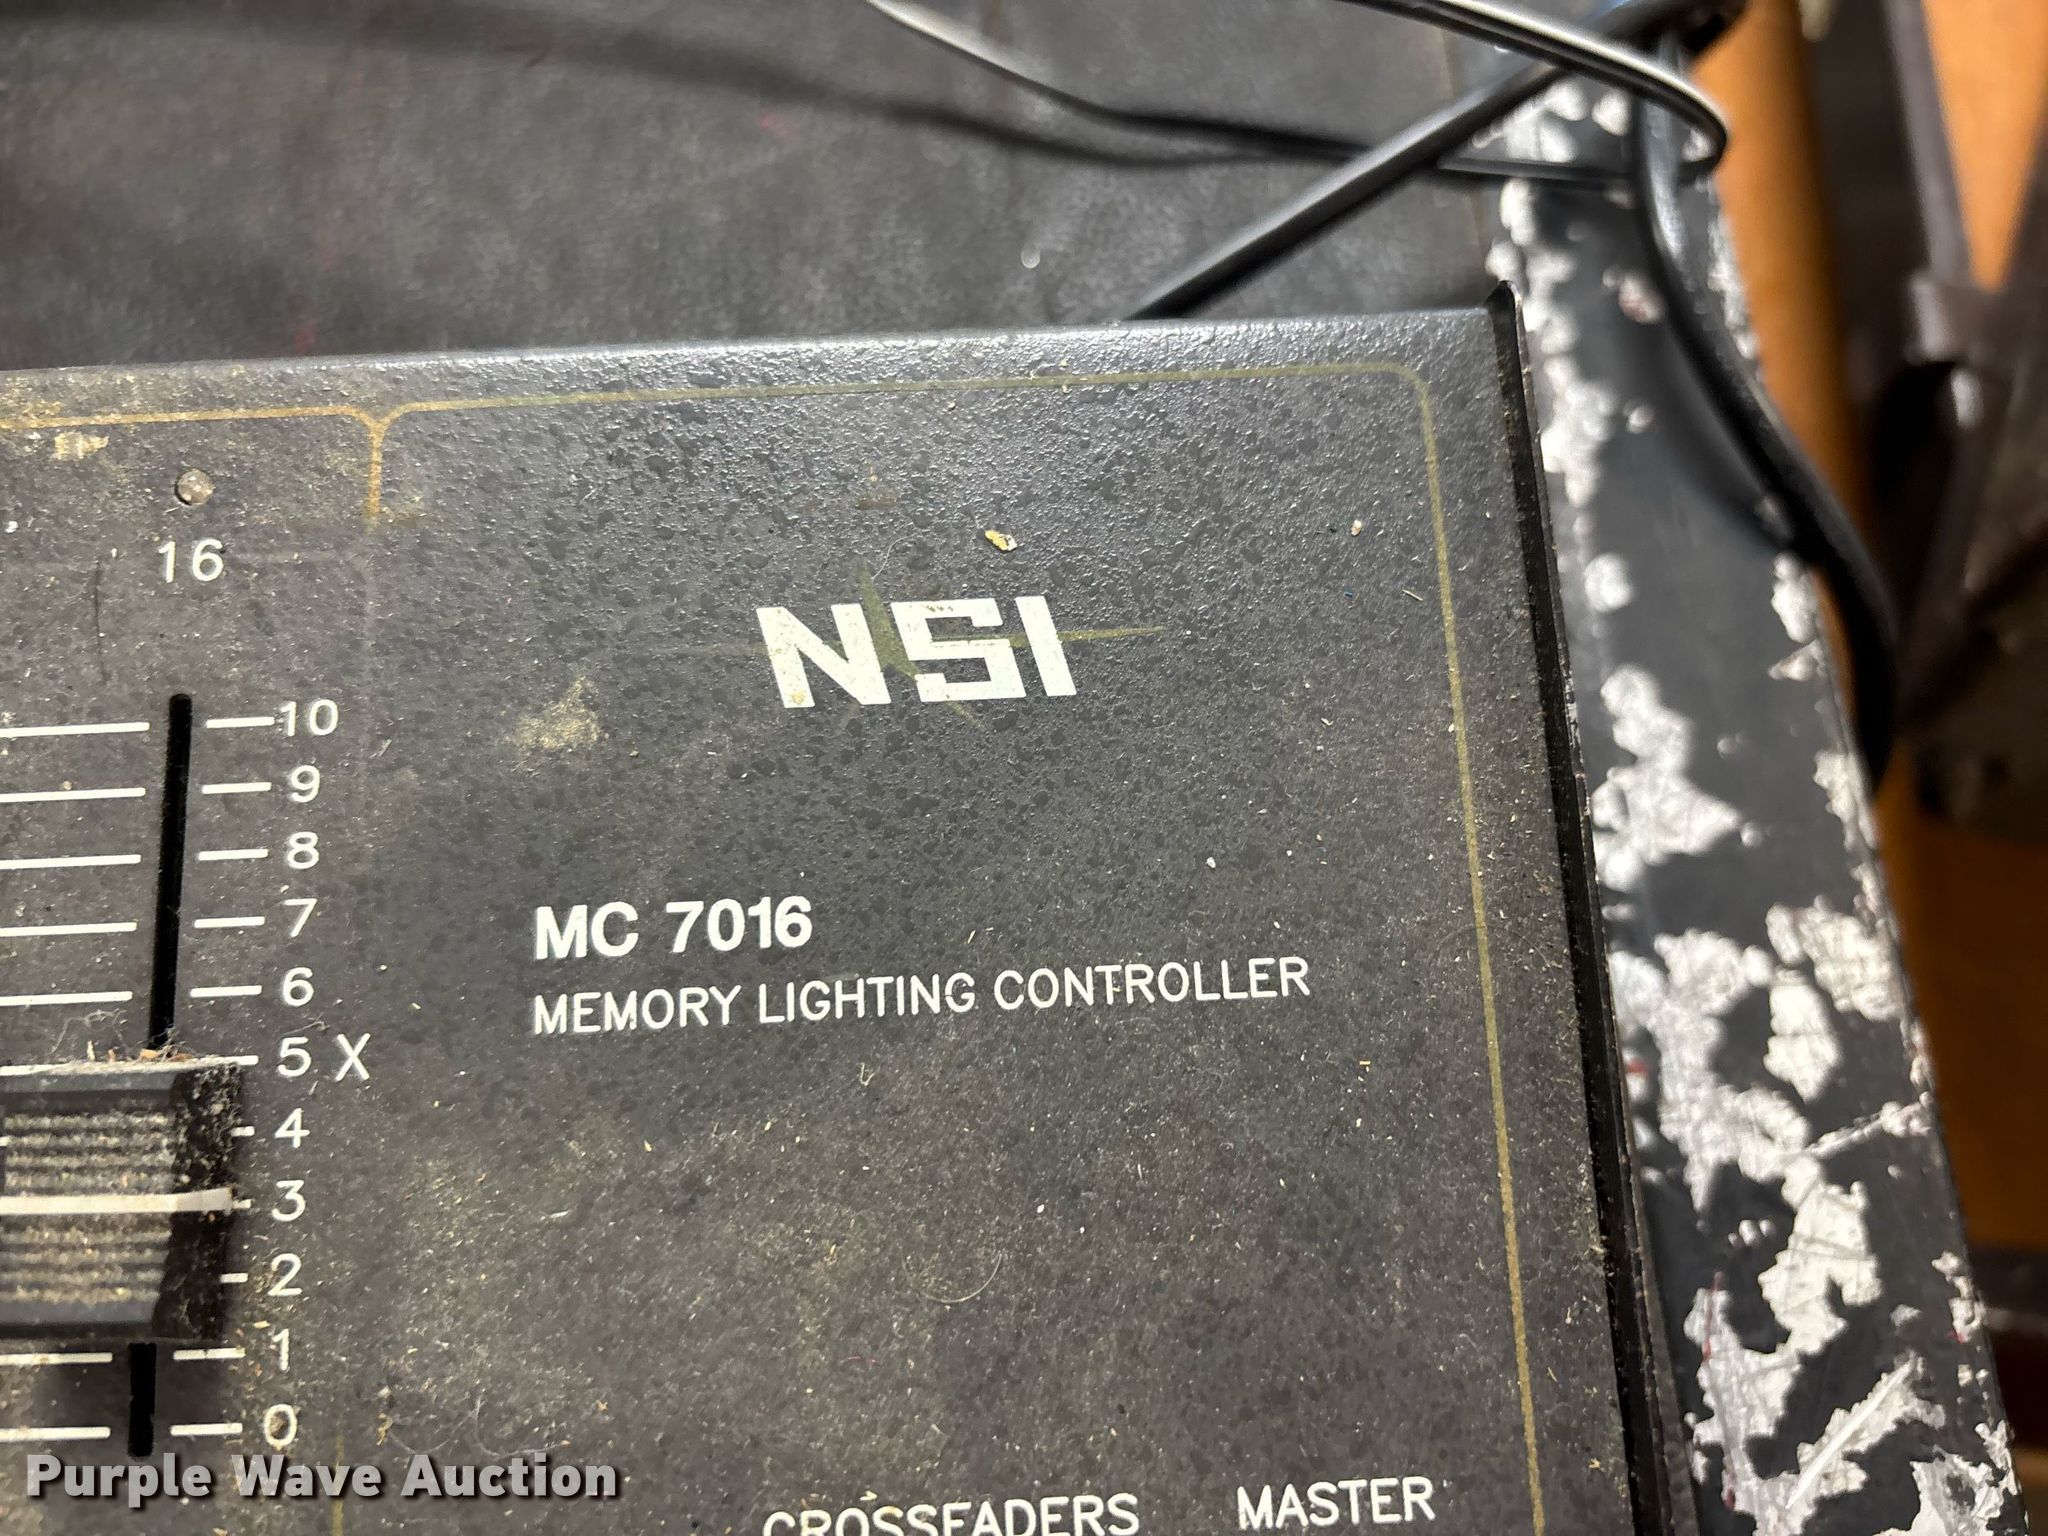 16
NSI
10
9
8
7
6
5 X
4
3
2
1
0
MC 7016
MEMORY LIGHTING CONTROLLER
CROSSFADERS MASTER
Purple Wave Auction